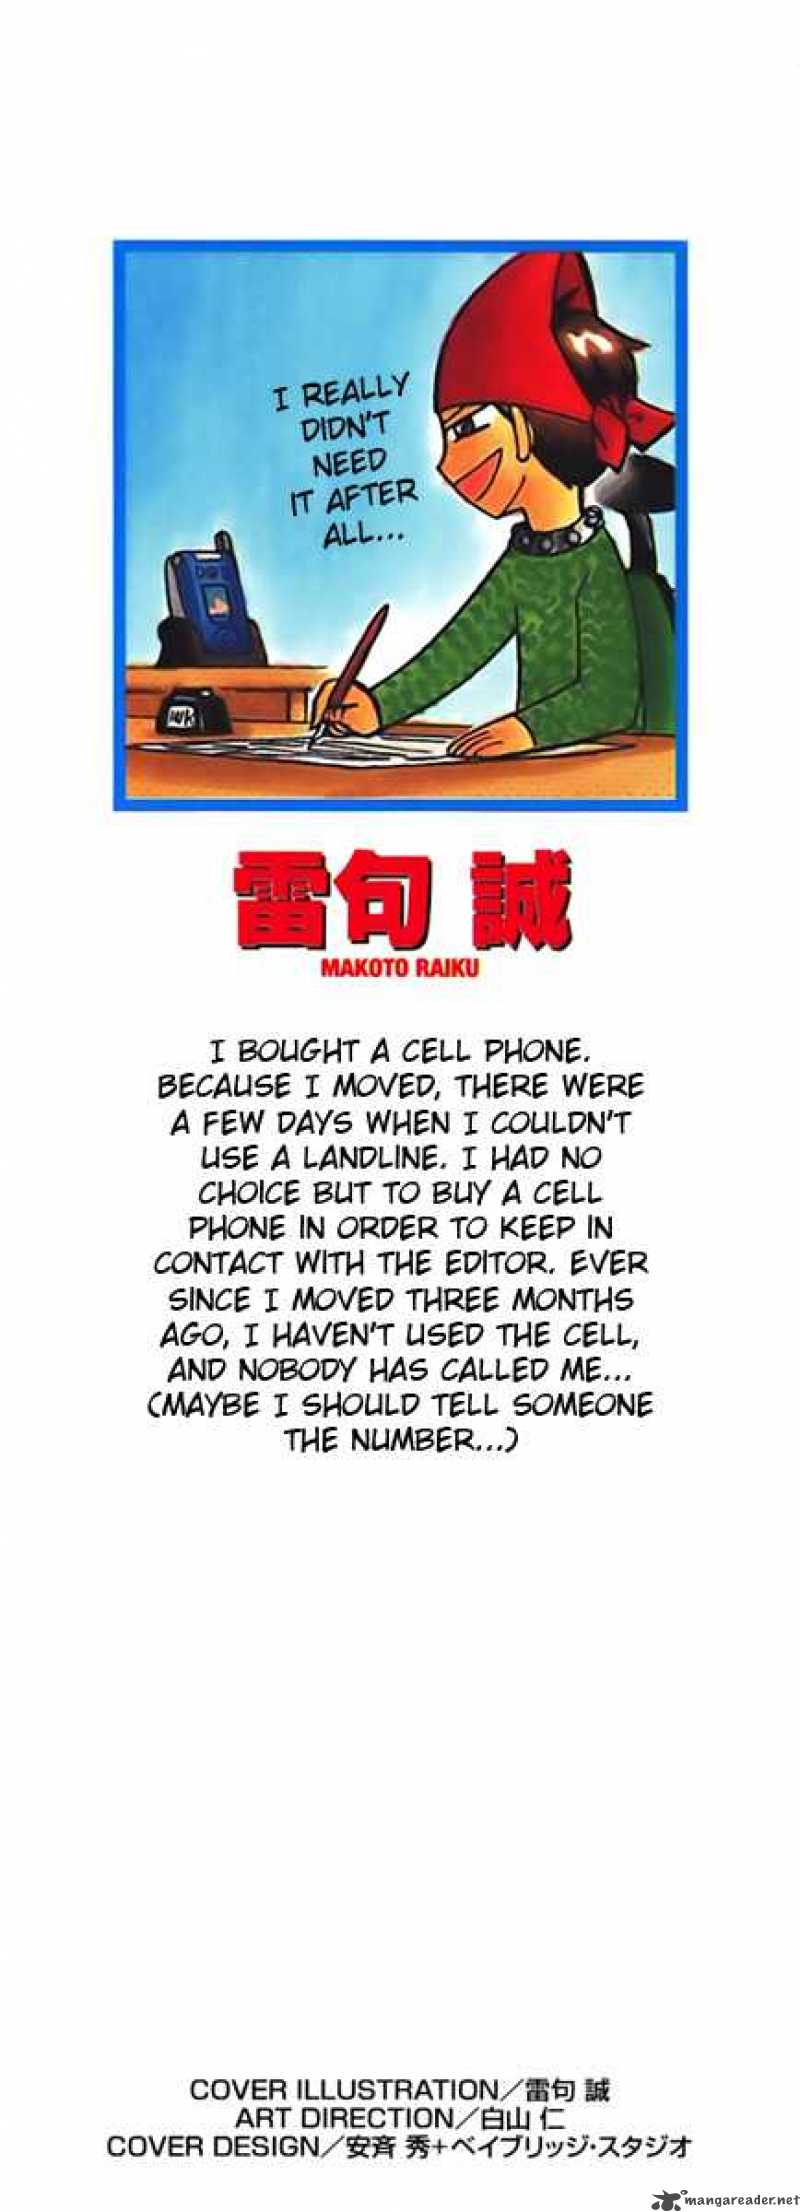 I REALLY
DIDN'T
NEED
IT AFTER
ALL...
INK
雷句 誠
MAKOTO RAIKU
I BOUGHT A CELL PHONE.
BECAUSE I MOVED, THERE WERE
A FEW DAYS WHEN I COULDN'T
USE A LANDLINE. I HAD NO
CHOICE BUT TO BUY A CELL
PHONE IN ORDER TO KEEP IN
CONTACT WITH THE EDITOR. EVER
SINCE I MOVED THREE MONTHS
AGO, I HAVEN'T USED THE CELL,
AND NOBODY HAS CALLED ME...
(MAYBE I SHOULD TELL SOMEONE
THE NUMBER...)
COVER ILLUSTRATION／雷句 誠
ART DIRECTION／白山 仁
COVER DESIGN／安斉 秀+ベイブリッジ・スタジオ
mangareader.net